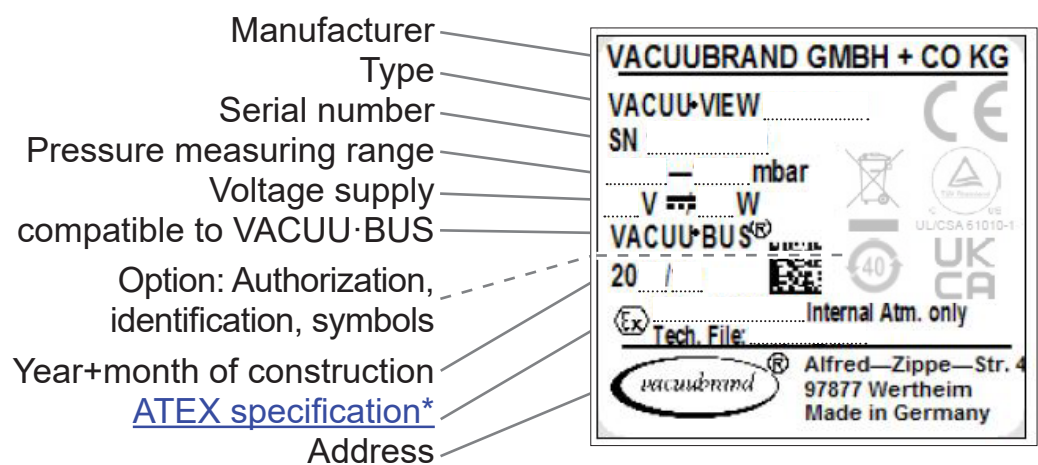 Manufacturer
Type
Serial number
Pressure measuring range
Voltage supply
compatible to VACUU·BUS
Option: Authorization,
identification, symbols
Year+month of construction
ATEX specification*
Address
VACUUBRAND GMBH + CO KG
VACUU•VIEW
SN
— mbar
V W
VACUU•BUS®
20 /
Ex Internal Atm. only
Tech. File:
CE
C US
UL/CSA 61010-1
40
UK
CA
vacuubrand ®
Alfred—Zippe—Str. 4
97877 Wertheim
Made in Germany